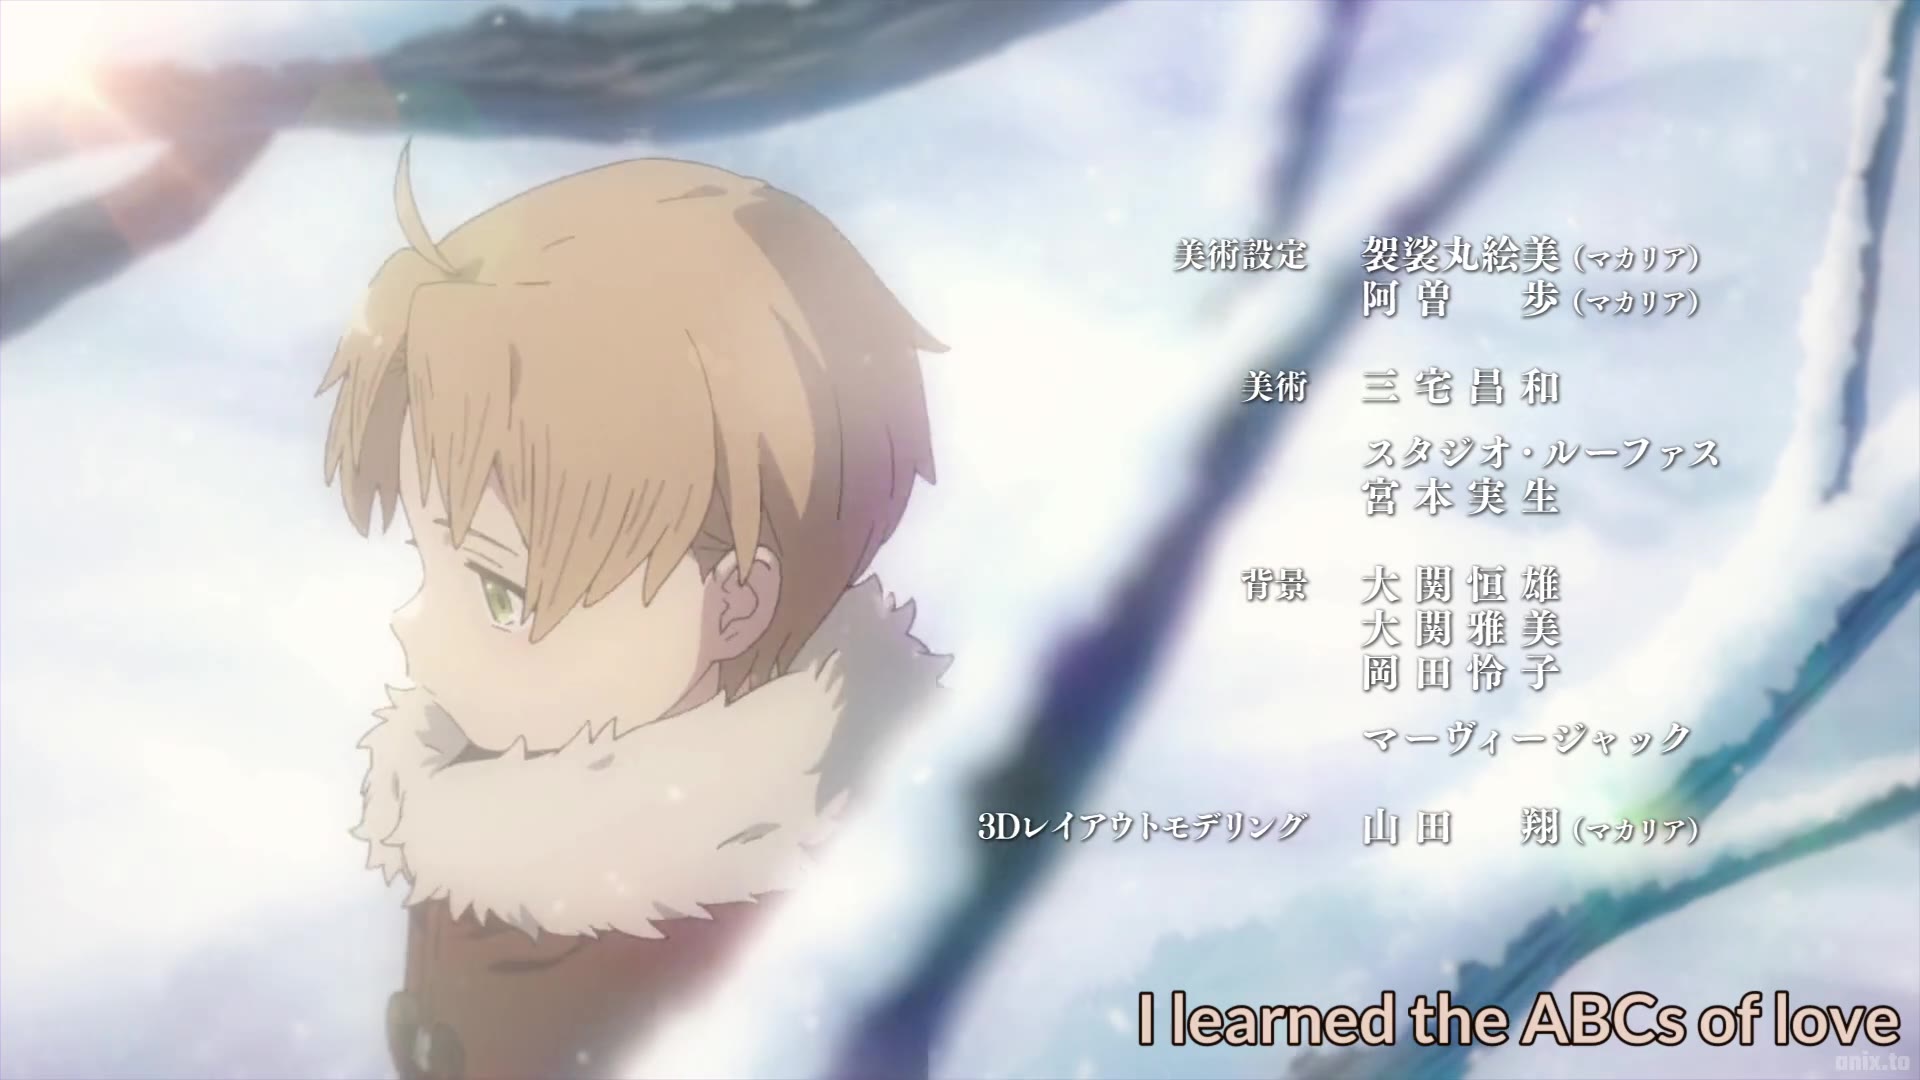 美術設定 袈裟丸絵美(マカリア)
阿曽 歩(マカリア)
美術 三宅昌和
スタジオ・ルーファス
宮本実生
背景 大関恒雄
大関雅美
岡田怜子
マーヴィージャック
3Dレイアウトモデリング 山田 翔(マカリア)
I learned the ABCs of love
anix.to